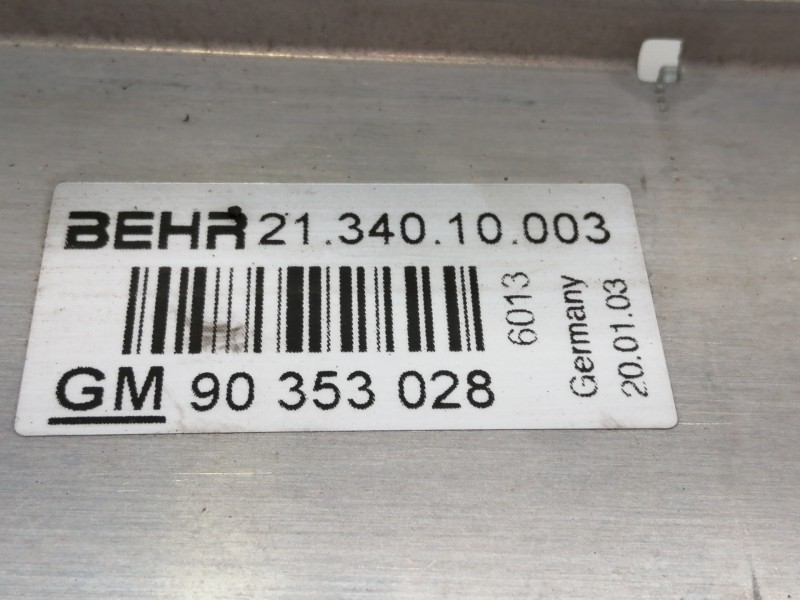 BEHR 21.340.10.003
6013
Germany
20.01.03
GM 90 353 028